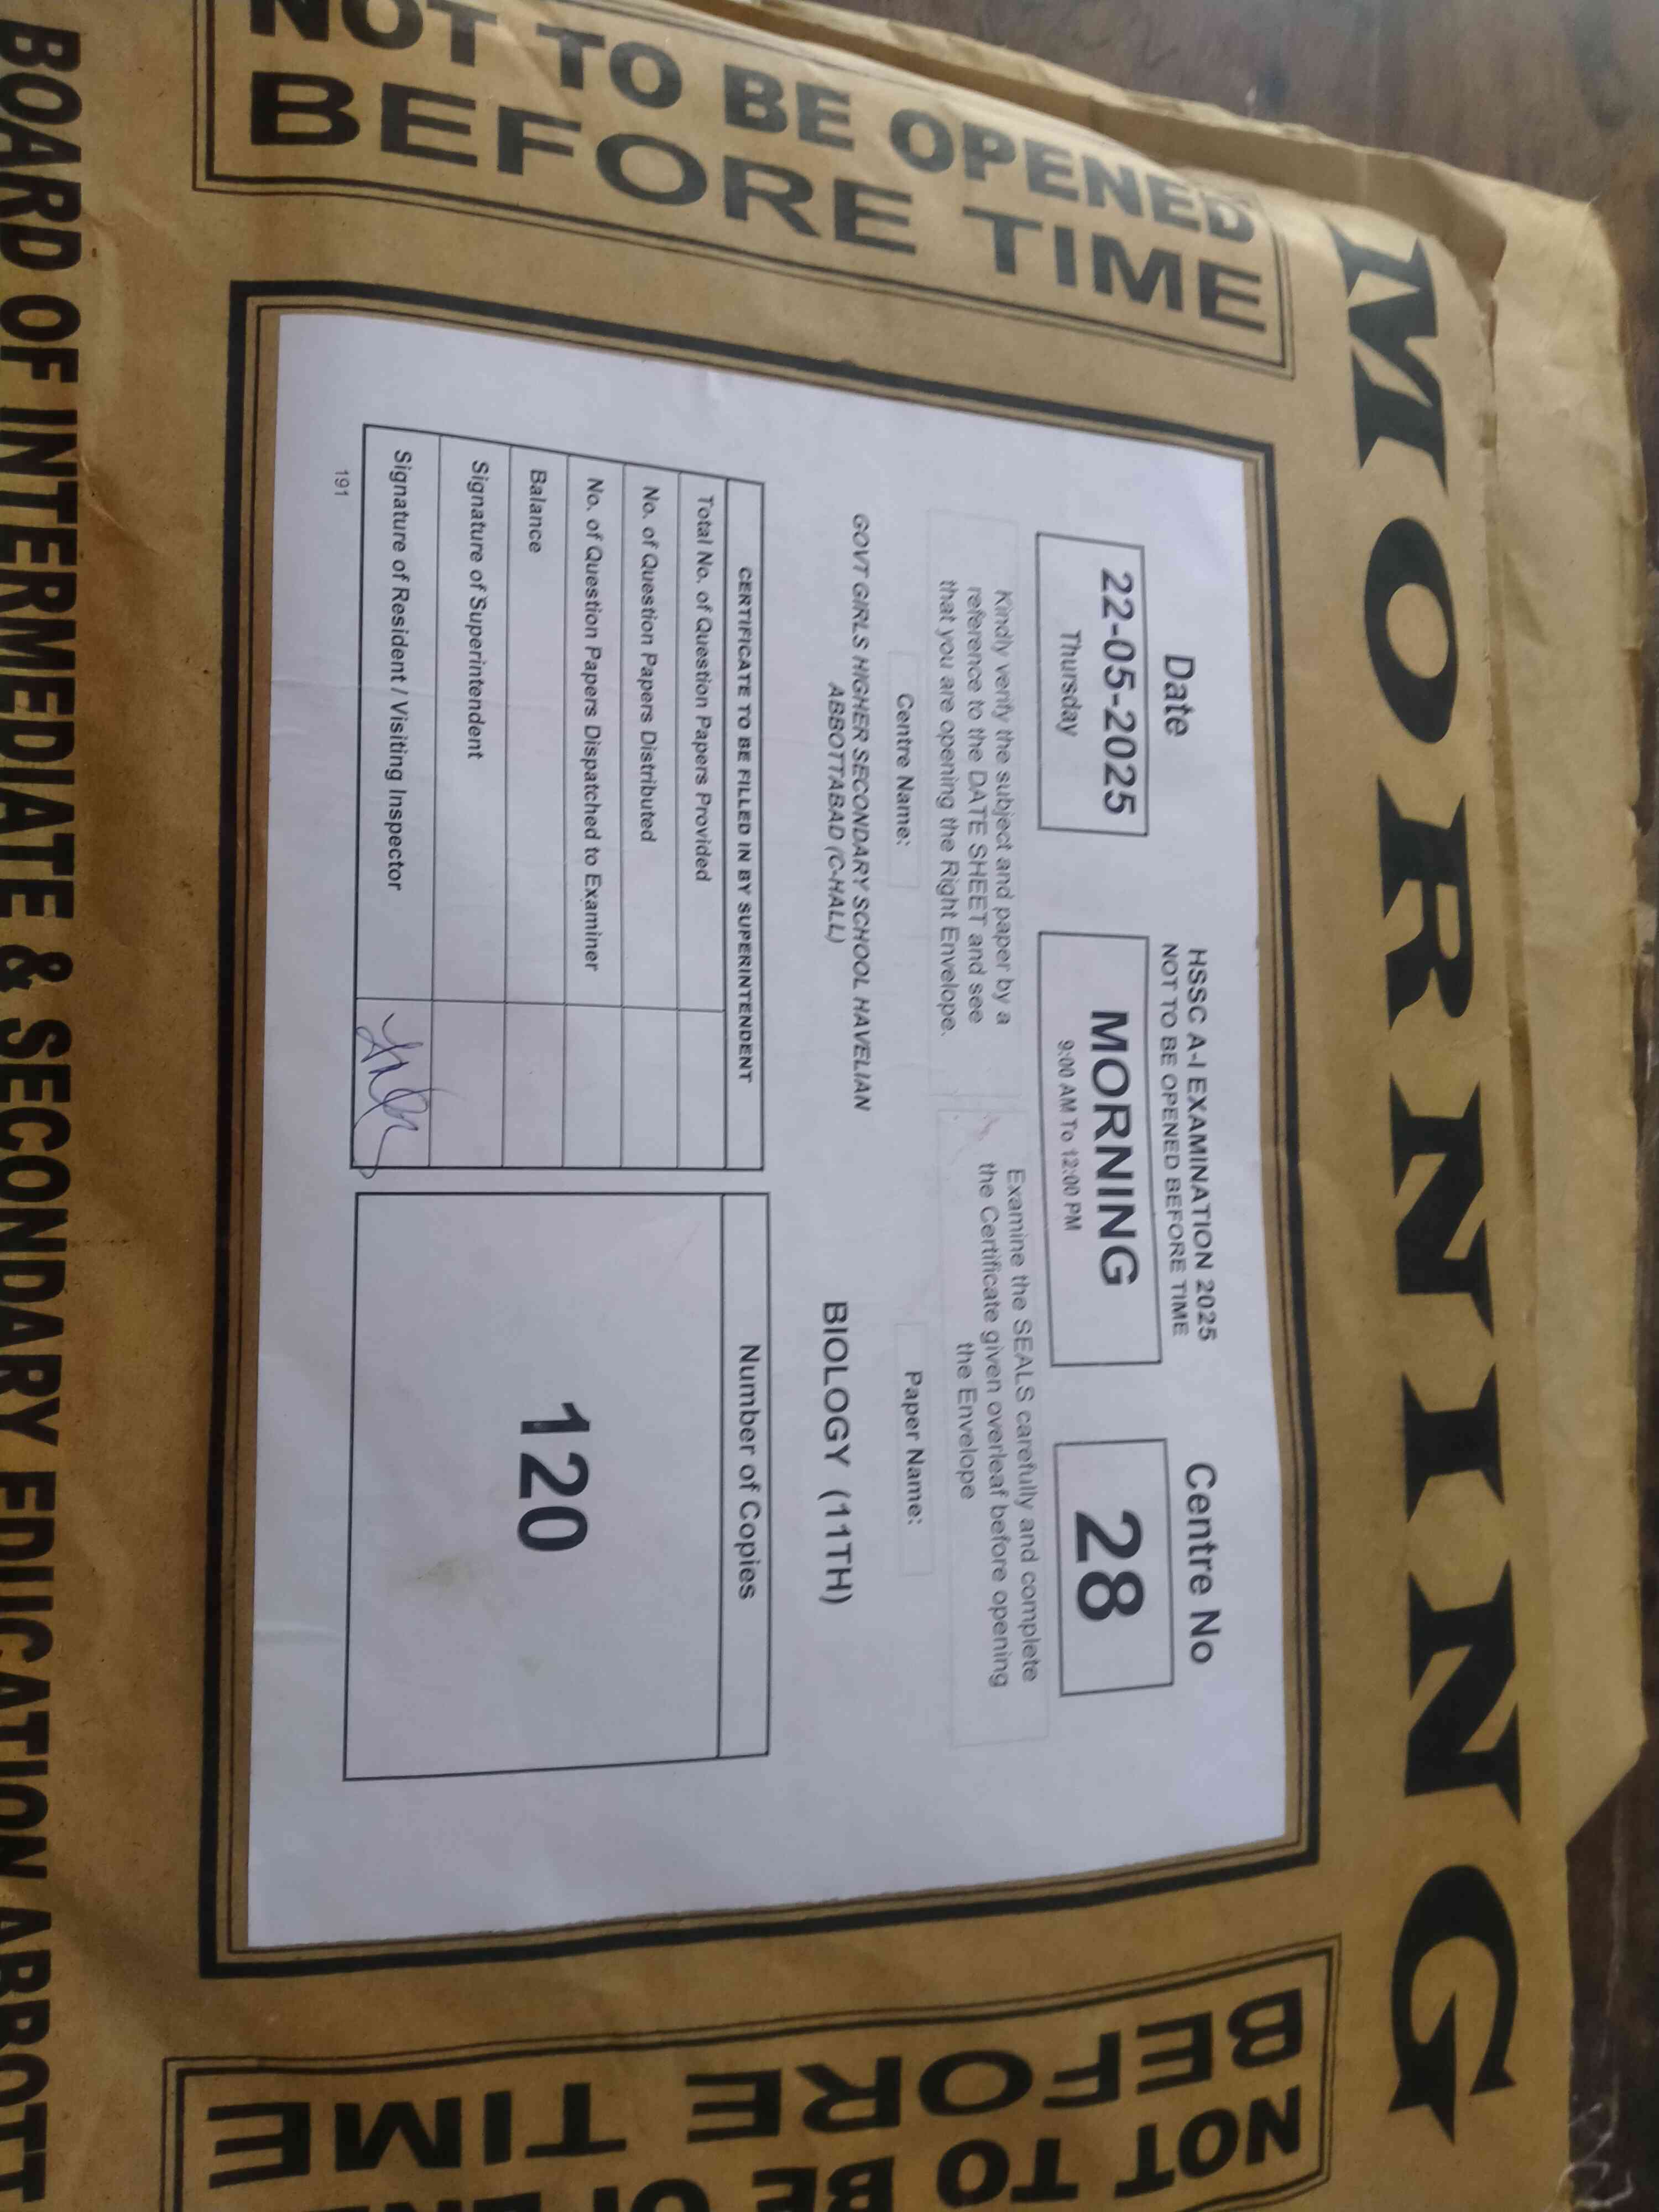 MORNING
NOT TO BE OPENED
BEFORE TIME
HSSC A-I EXAMINATION 2025
NOT TO BE OPENED BEFORE TIME
Date
22-05-2025
Thursday
MORNING
9:00 AM To 12:00 PM
Centre No
28
Kindly verify the subject and paper by a
reference to the DATE SHEET and see
that you are opening the Right Envelope.
Examine the SEALS carefully and complete
the Certificate given overleaf before opening
the Envelope
Centre Name:
GOVT GIRLS HIGHER SECONDARY SCHOOL HAVELIAN
ABBOTTABAD (C-HALL)
Paper Name:
BIOLOGY (11TH)
CERTIFICATE TO BE FILLED IN BY SUPERINTENDENT
Total No. of Question Papers Provided
No. of Question Papers Distributed
No. of Question Papers Dispatched to Examiner
Balance
Signature of Superintendent
Signature of Resident / Visiting Inspector
191
Number of Copies
120
NOT TO BE
BEFORE TIME
BOARD OF INTERMEDIATE & SECONDARY EDUCATION ABBOTT